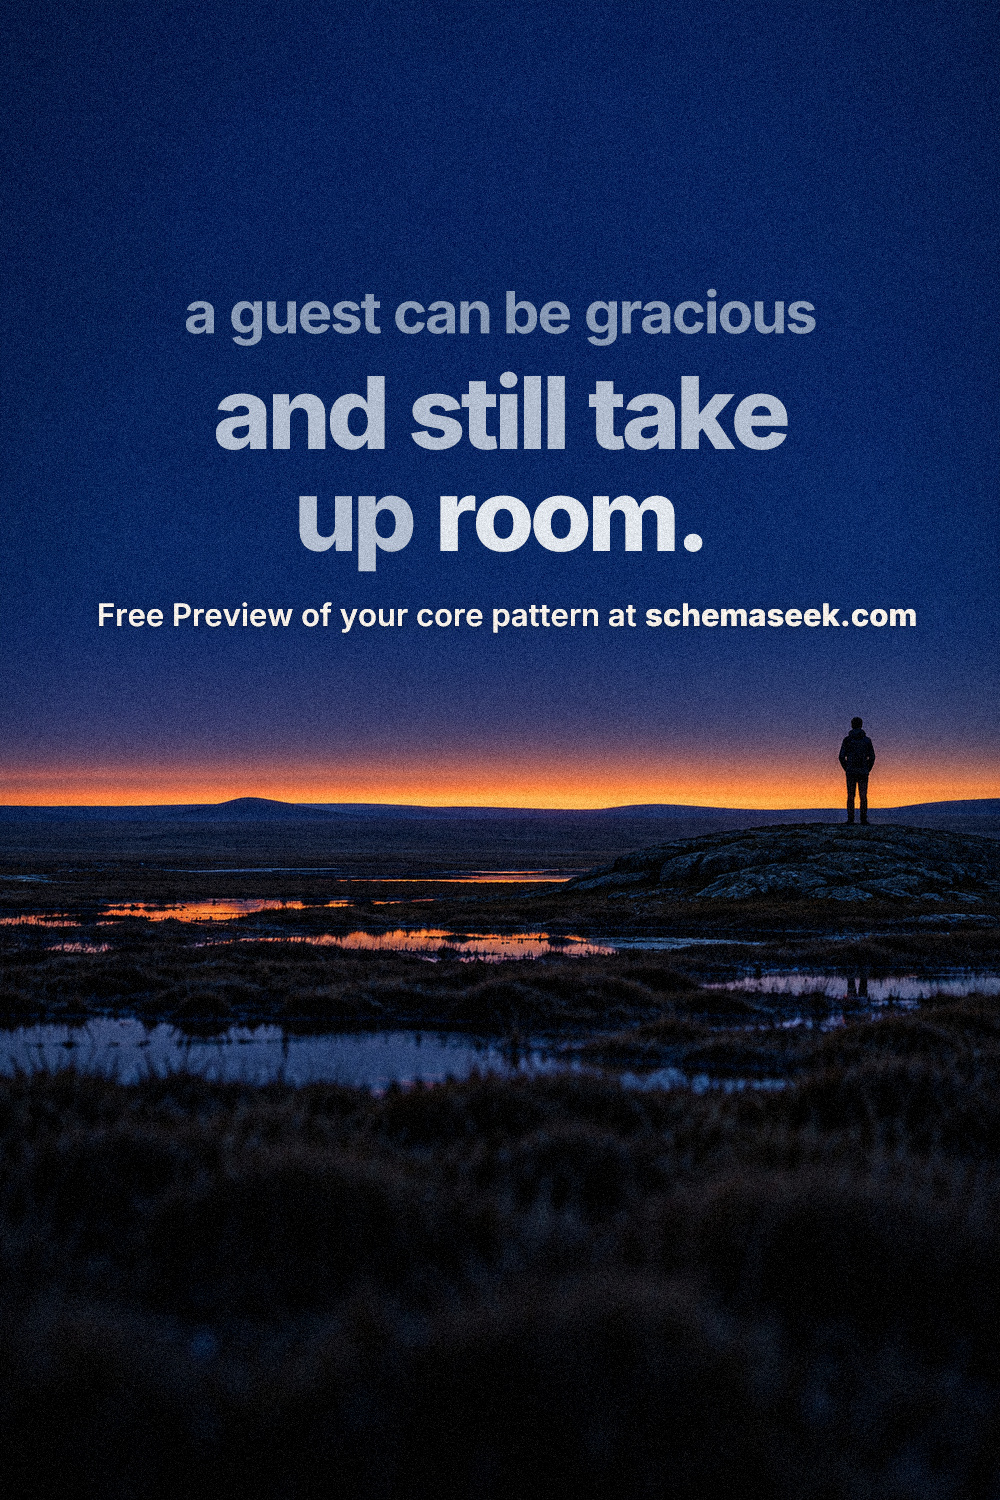 a guest can be gracious
and still take
up room.
Free Preview of your core pattern at schemaseek.com